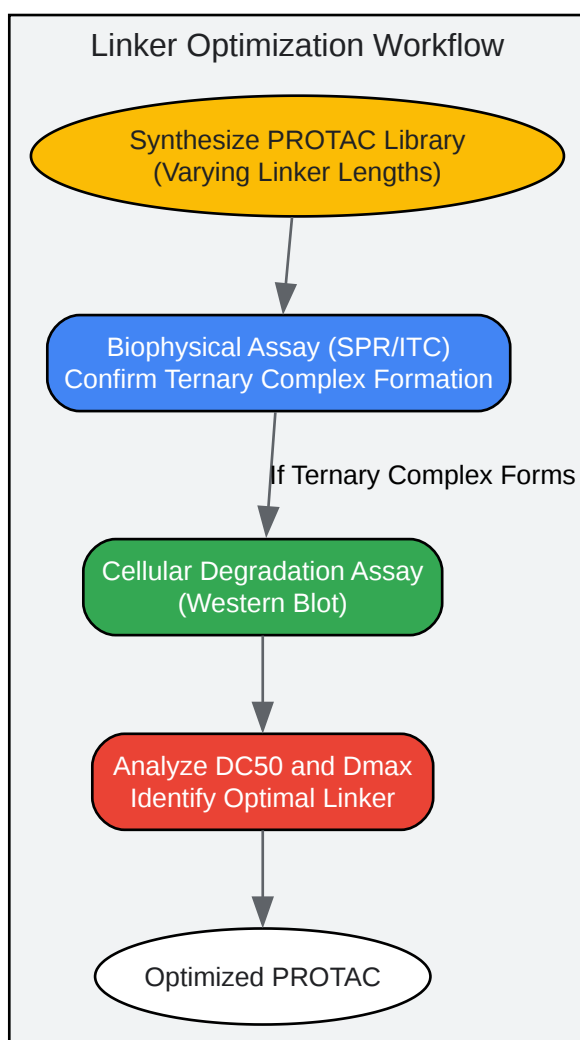 Linker Optimization Workflow
Synthesize PROTAC Library
(Varying Linker Lengths)
Biophysical Assay (SPR/ITC)
Confirm Ternary Complex Formation
If Ternary Complex Forms
Cellular Degradation Assay
(Western Blot)
Analyze DC50 and Dmax
Identify Optimal Linker
Optimized PROTAC